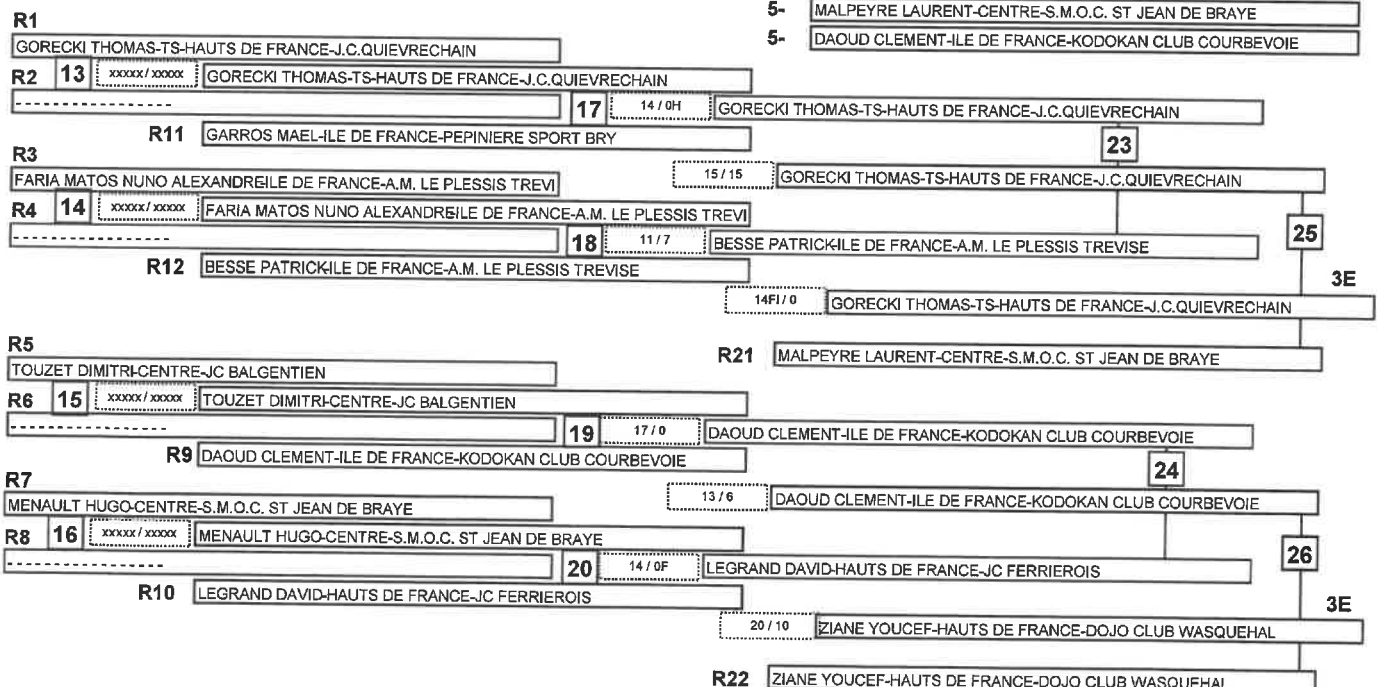 5- MALPEYRE LAURENT-CENTRE-S.M.O.C. ST JEAN DE BRAYE
R1
5- DAOUD CLEMENT-ILE DE FRANCE-KODOKAN CLUB COURBEVOIE
GORECKI THOMAS-TS-HAUTS DE FRANCE-J.C.QUIEVRECHAIN
R2 13 xxxxx / xxxxx GORECKI THOMAS-TS-HAUTS DE FRANCE-J.C.QUIEVRECHAIN
---------------- 17 14 / 0H GORECKI THOMAS-TS-HAUTS DE FRANCE-J.C.QUIEVRECHAIN
R11 GARROS MAEL-ILE DE FRANCE-PEPINIERE SPORT BRY
23
R3
FARIA MATOS NUNO ALEXANDREILE DE FRANCE-A.M. LE PLESSIS TREVI 15 / 15 GORECKI THOMAS-TS-HAUTS DE FRANCE-J.C.QUIEVRECHAIN
R4 14 xxxxx / xxxxx FARIA MATOS NUNO ALEXANDREILE DE FRANCE-A.M. LE PLESSIS TREVI
---------------- 18 11 / 7 BESSE PATRICK-ILE DE FRANCE-A.M. LE PLESSIS TREVISE 25
R12 BESSE PATRICK-ILE DE FRANCE-A.M. LE PLESSIS TREVISE
3E
14FI / 0 GORECKI THOMAS-TS-HAUTS DE FRANCE-J.C.QUIEVRECHAIN
R5
R21 MALPEYRE LAURENT-CENTRE-S.M.O.C. ST JEAN DE BRAYE
TOUZET DIMITRI-CENTRE-JC BALGENTIEN
R6 15 xxxxx / xxxxx TOUZET DIMITRI-CENTRE-JC BALGENTIEN
---------------- 19 17 / 0 DAOUD CLEMENT-ILE DE FRANCE-KODOKAN CLUB COURBEVOIE
R9 DAOUD CLEMENT-ILE DE FRANCE-KODOKAN CLUB COURBEVOIE
24
R7
MENAULT HUGO-CENTRE-S.M.O.C. ST JEAN DE BRAYE 13 / 6 DAOUD CLEMENT-ILE DE FRANCE-KODOKAN CLUB COURBEVOIE
R8 16 xxxxx / xxxxx MENAULT HUGO-CENTRE-S.M.O.C. ST JEAN DE BRAYE
---------------- 20 14 / 0F LEGRAND DAVID-HAUTS DE FRANCE-JC FERRIEROIS 26
R10 LEGRAND DAVID-HAUTS DE FRANCE-JC FERRIEROIS
3E
20 / 10 ZIANE YOUCEF-HAUTS DE FRANCE-DOJO CLUB WASQUEHAL
R22 ZIANE YOUCEF-HAUTS DE FRANCE-DOJO CLUB WASQUEHAL